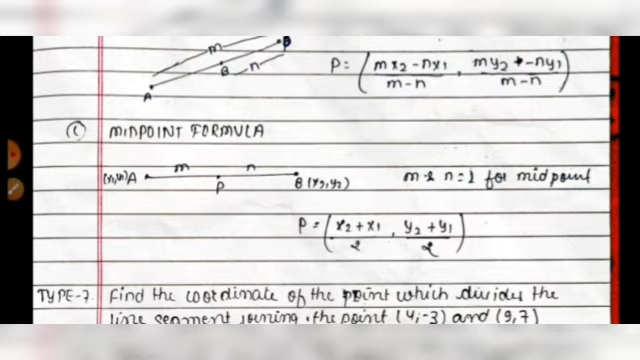 m
P
B
n
A
P = ( mx2 - nx1 / m-n , my2 - ny1 / m-n )
(c) MIDPOINT FORMULA
(x1,y1) A m P n B (x2,y2) m & n = 1 for midpoint
P = ( x2 + x1 / 2 , y2 + y1 / 2 )
TYPE-7. Find the coordinate of the point which divides the
line segment joining the point (4,-3) and (9,7)